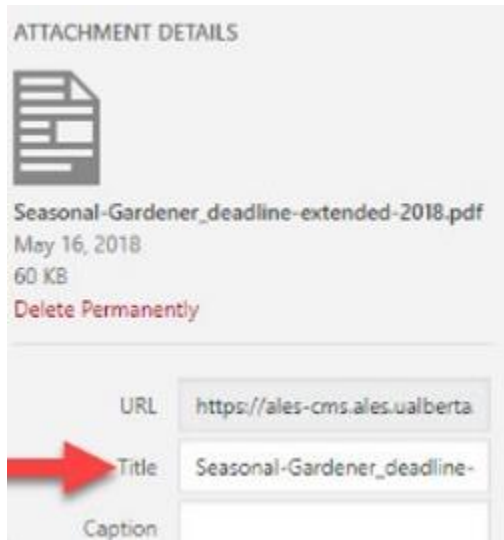 ATTACHMENT DETAILS
Seasonal-Gardener_deadline-extended-2018.pdf
May 16, 2018
60 KB
Delete Permanently
URL https://ales-cms.ales.ualberta
Title Seasonal-Gardener_deadline-
Caption